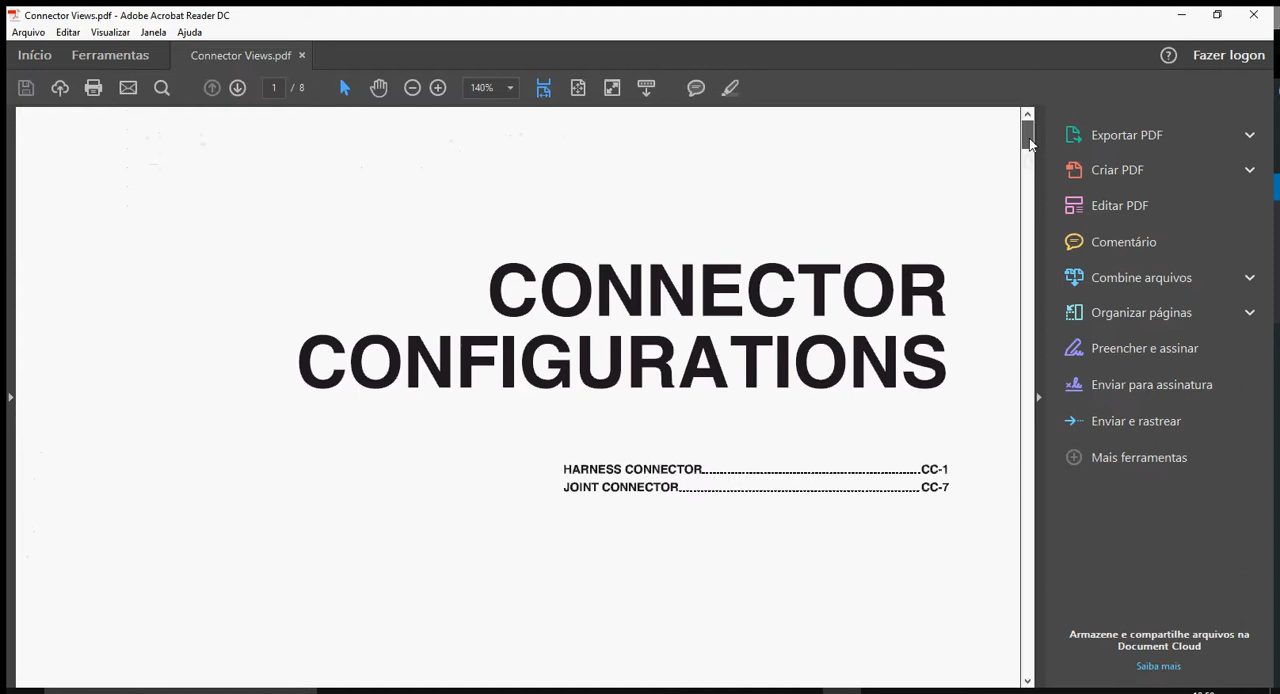 Connector Views.pdf - Adobe Acrobat Reader DC
Arquivo Editar Visualizar Janela Ajuda
Início Ferramentas Connector Views.pdf × ? Fazer logon
1 / 8 140%
CONNECTOR
CONFIGURATIONS
HARNESS CONNECTOR........................................CC-1
JOINT CONNECTOR............................................CC-7
Exportar PDF
Criar PDF
Editar PDF
Comentário
Combine arquivos
Organizar páginas
Preencher e assinar
Enviar para assinatura
Enviar e rastrear
Mais ferramentas
Armazene e compartilhe arquivos na
Document Cloud
Saiba mais